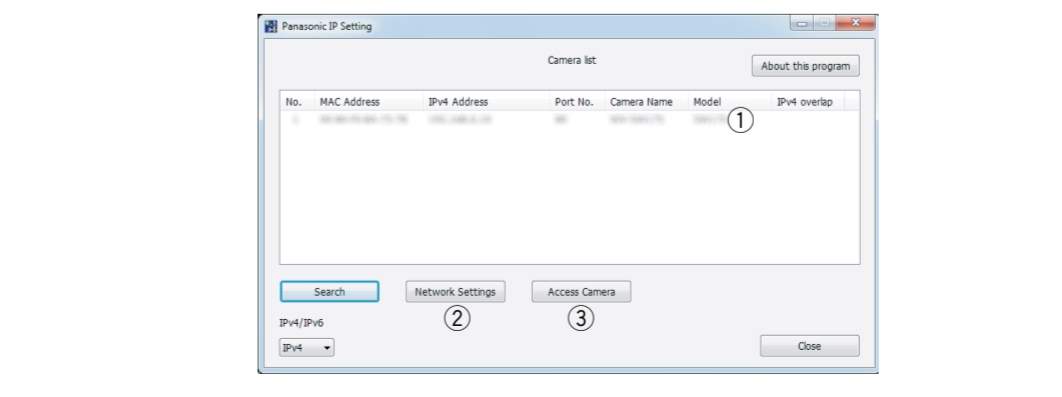 Panasonic IP Setting
Camera list
About this program
No. MAC Address IPv4 Address Port No. Camera Name Model IPv4 overlap
①
Search Network Settings Access Camera
② ③
IPv4/IPv6
IPv4
Close